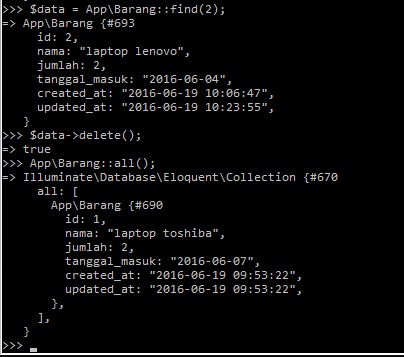 >>> $data = App\Barang::find(2);
=> App\Barang {#693
     id: 2,
     nama: "laptop lenovo",
     jumlah: 2,
     tanggal_masuk: "2016-06-04",
     created_at: "2016-06-19 10:06:47",
     updated_at: "2016-06-19 10:23:55",
   }
>>> $data->delete();
=> true
>>> App\Barang::all();
=> Illuminate\Database\Eloquent\Collection {#670
     all: [
       App\Barang {#690
         id: 1,
         nama: "laptop toshiba",
         jumlah: 2,
         tanggal_masuk: "2016-06-07",
         created_at: "2016-06-19 09:53:22",
         updated_at: "2016-06-19 09:53:22",
       },
     ],
   }
>>> _